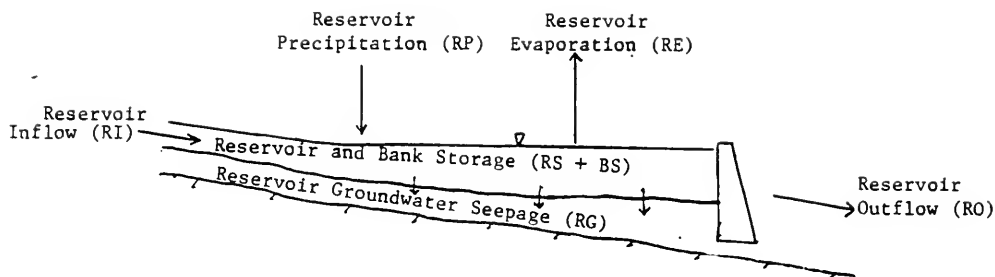 Reservoir
Precipitation (RP)
Reservoir
Evaporation (RE)
Reservoir
Inflow (RI)
Reservoir and Bank Storage (RS + BS)
Reservoir Groundwater Seepage (RG)
Reservoir
Outflow (RO)